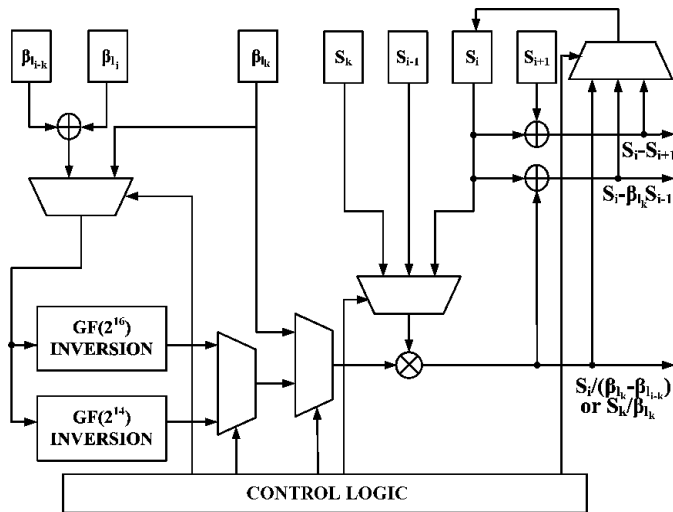 β_{l_{i-k}}
β_{l_i}
β_{l_k}
S_k
S_{i-1}
S_i
S_{i+1}
S_i-S_{i+1}
S_i-β_{l_k}S_{i-1}
GF(2^{16})
INVERSION
GF(2^{14})
INVERSION
S_i/(β_{l_k}-β_{l_{i-k}})
or S_k/β_{l_k}
CONTROL LOGIC